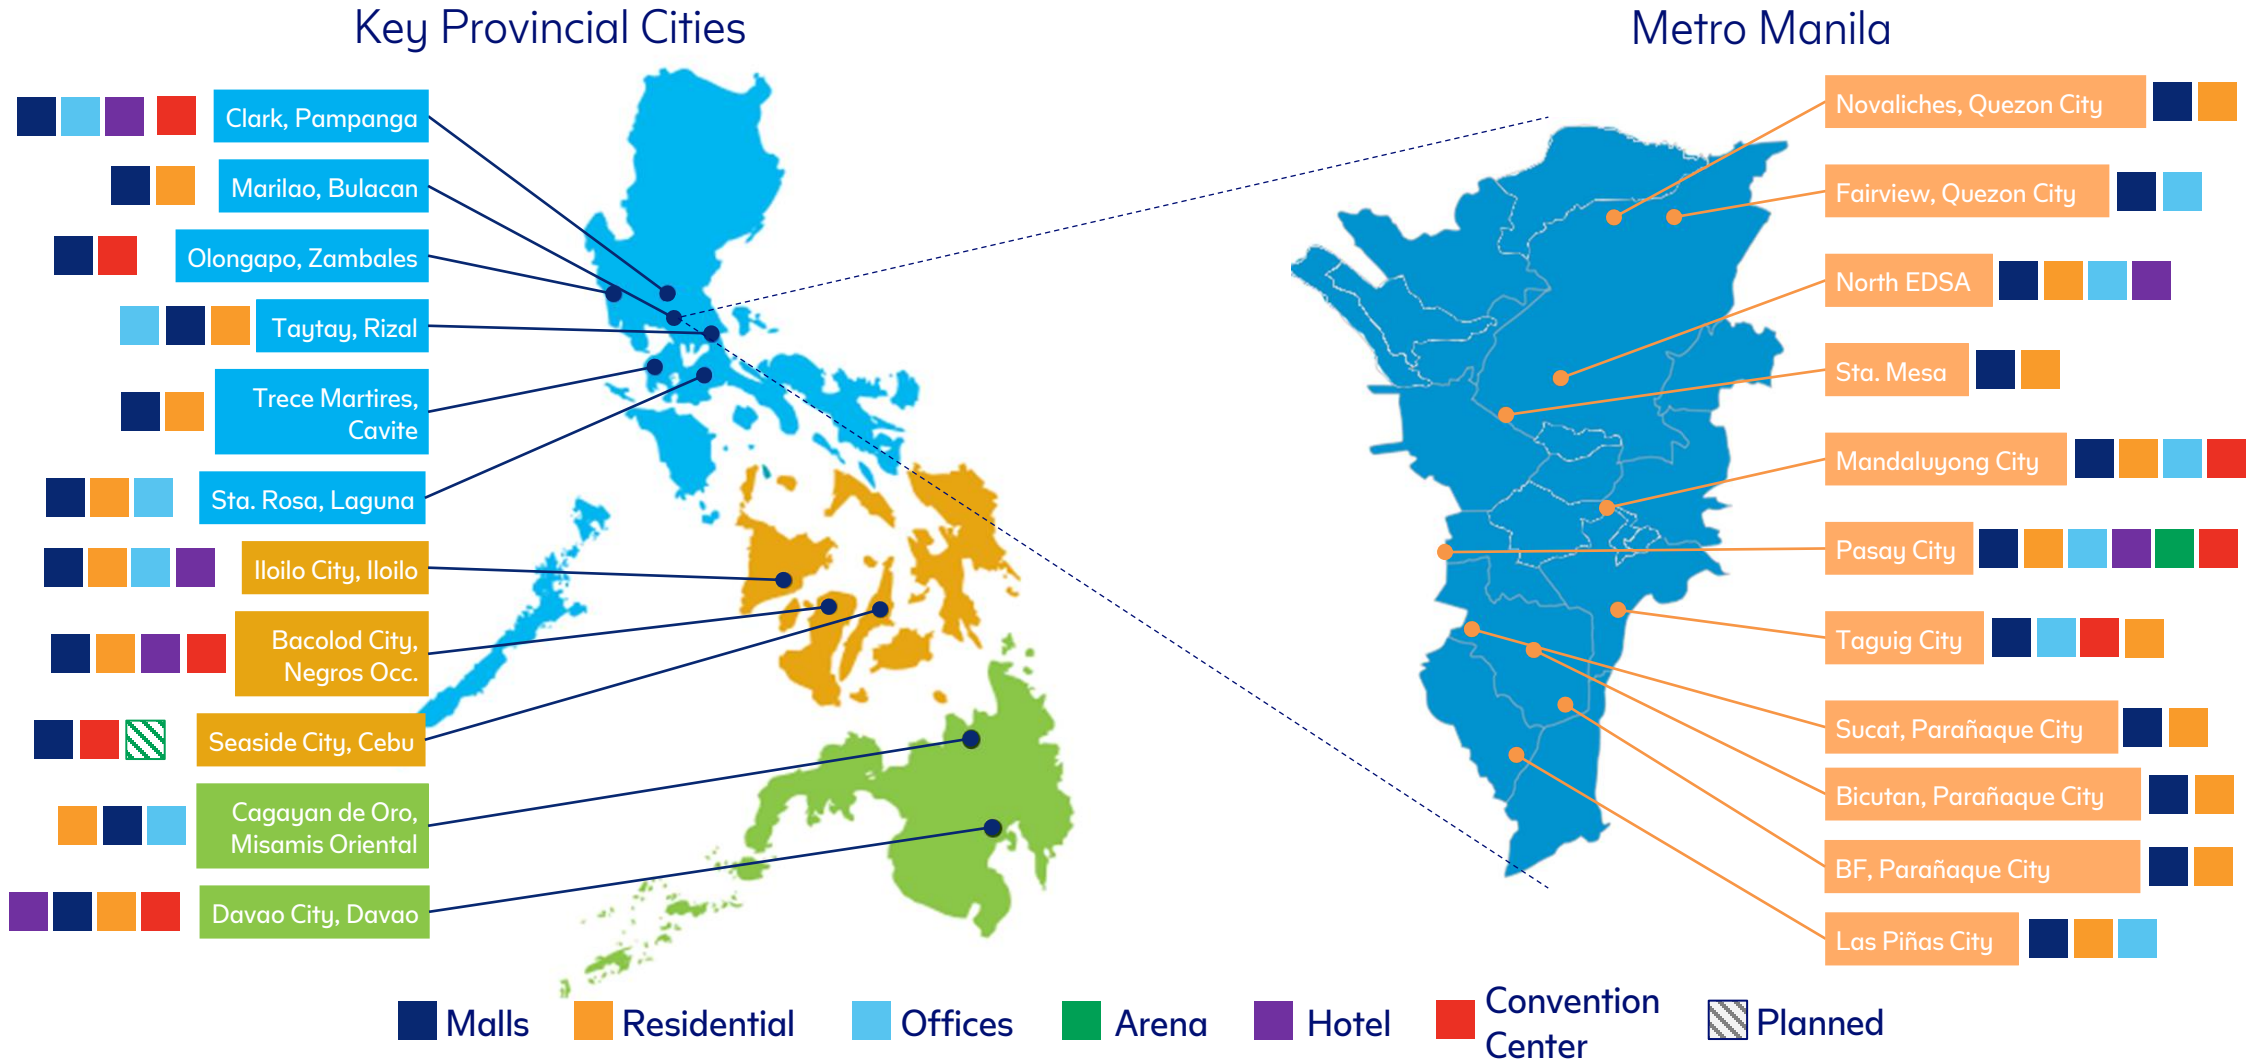 Key Provincial Cities
Metro Manila
Clark, Pampanga
Marilao, Bulacan
Olongapo, Zambales
Taytay, Rizal
Trece Martires,
Cavite
Sta. Rosa, Laguna
Iloilo City, Iloilo
Bacolod City,
Negros Occ.
Seaside City, Cebu
Cagayan de Oro,
Misamis Oriental
Davao City, Davao
Novaliches, Quezon City
Fairview, Quezon City
North EDSA
Sta. Mesa
Mandaluyong City
Pasay City
Taguig City
Sucat, Parañaque City
Bicutan, Parañaque City
BF, Parañaque City
Las Piñas City
Malls
Residential
Offices
Arena
Hotel
Convention
Center
Planned